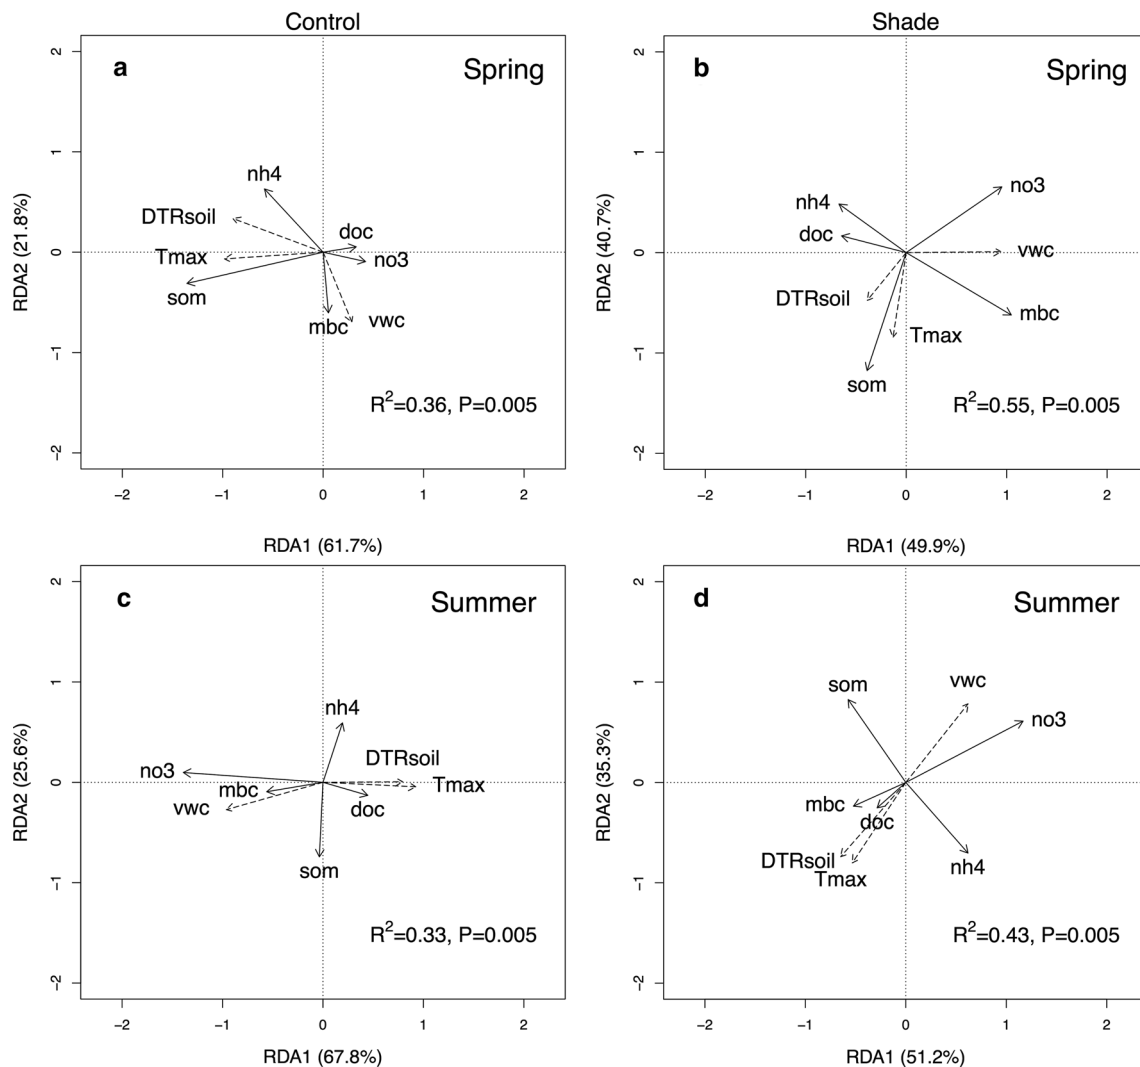 Control
Shade
a
Spring
2
1
0
−1
−2
RDA2 (21.8%)
nh4
DTRsoil
Tmax
som
doc
no3
mbc
vwc
R²=0.36, P=0.005
−2 −1 0 1 2
RDA1 (61.7%)
b
Spring
2
1
0
−1
−2
RDA2 (40.7%)
nh4
doc
no3
vwc
DTRsoil
mbc
Tmax
som
R²=0.55, P=0.005
−2 −1 0 1 2
RDA1 (49.9%)
c
Summer
2
1
0
−1
−2
RDA2 (25.6%)
nh4
DTRsoil
no3
Tmax
mbc
vwc
doc
som
R²=0.33, P=0.005
−2 −1 0 1 2
RDA1 (67.8%)
d
Summer
2
1
0
−1
−2
RDA2 (35.3%)
som
vwc
no3
mbc
doc
DTRsoil
Tmax
nh4
R²=0.43, P=0.005
−2 −1 0 1 2
RDA1 (51.2%)